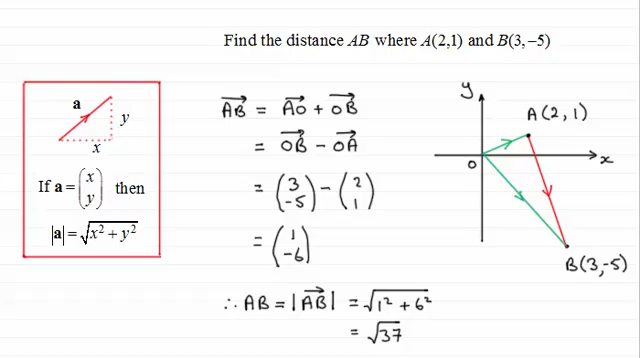 Find the distance AB where A(2,1) and B(3,–5)
a
y
x
If a = (x
y) then
|a| = √x² + y²
AB = AO + OB
= OB – OA
= (3
–5) – (2
1)
= (1
–6)
∴ AB = |AB| = √1² + 6²
= √37
y
A(2,1)
O
x
B(3,–5)